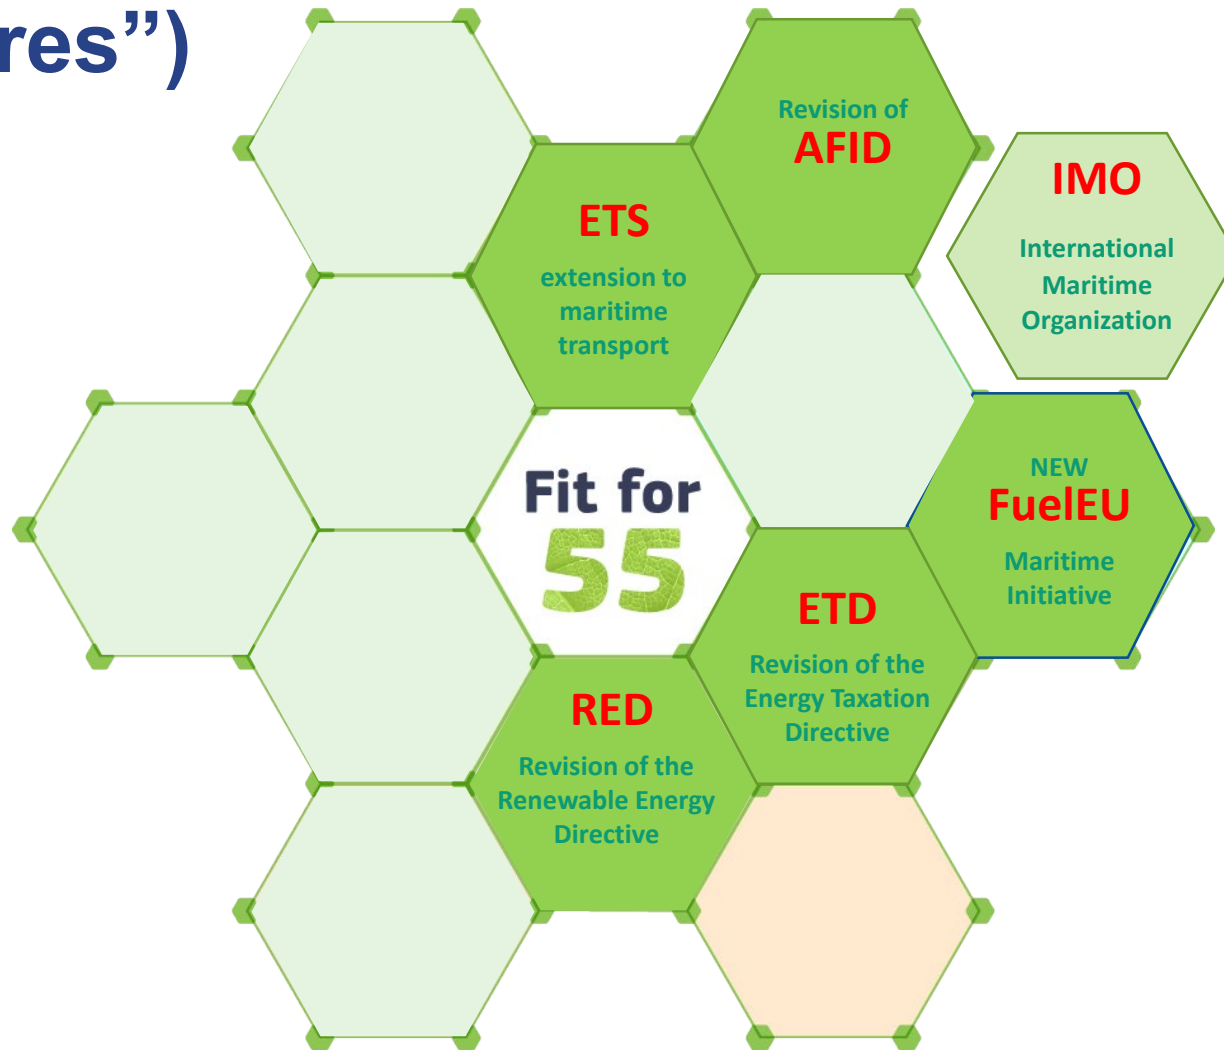 res”)
Revision of
AFID
IMO
International
Maritime
Organization
ETS
extension to
maritime
transport
Fit for
55
NEW
FuelEU
Maritime
Initiative
ETD
Revision of the
Energy Taxation
Directive
RED
Revision of the
Renewable Energy
Directive